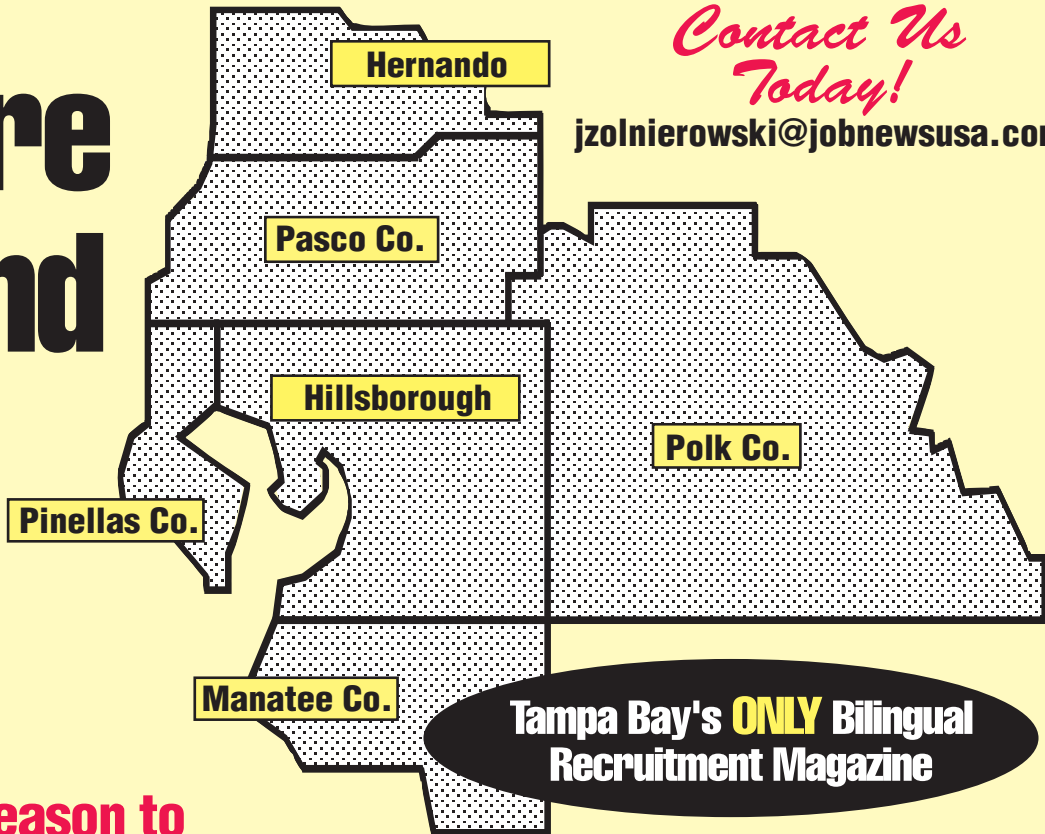 Contact Us
Today!
Hernando
jzolnierowski@jobnewsusa.com
re
nd
Pasco Co.
Hillsborough
Polk Co.
Pinellas Co.
Manatee Co.
Tampa Bay's ONLY Bilingual
Recruitment Magazine
eason to